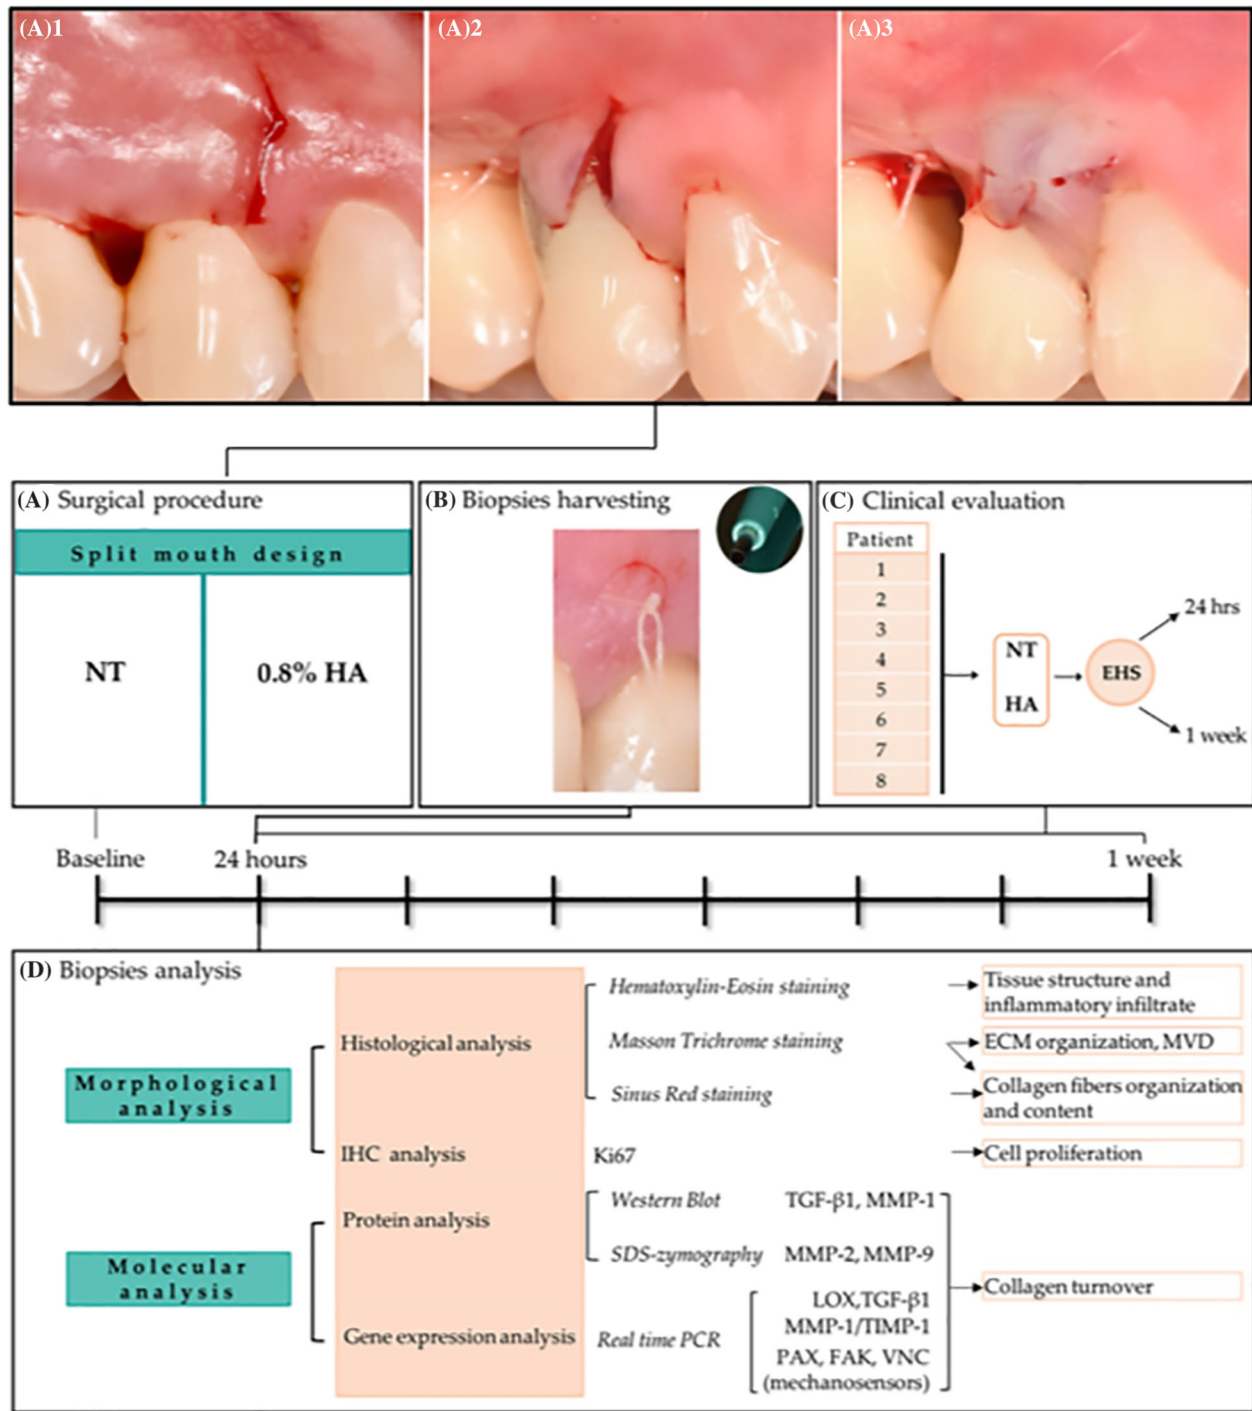 (A)1
(A)2
(A)3
(A) Surgical procedure
Split mouth design
NT
0.8% HA
(B) Biopsies harvesting
(C) Clinical evaluation
Patient
1
2
3
4
5
6
7
8
NT
HA
EHS
24 hrs
1 week
Baseline
24 hours
1 week
(D) Biopsies analysis
Morphological
analysis
Histological analysis
Hematoxylin-Eosin staining
Tissue structure and
inflammatory infiltrate
Masson Trichrome staining
ECM organization, MVD
Sinus Red staining
Collagen fibers organization
and content
IHC analysis
Ki67
Cell proliferation
Molecular
analysis
Protein analysis
Western Blot
TGF-β1, MMP-1
SDS-zymography
MMP-2, MMP-9
Gene expression analysis
Real time PCR
LOX,TGF-β1
MMP-1/TIMP-1
PAX, FAK, VNC
(mechanosensors)
Collagen turnover